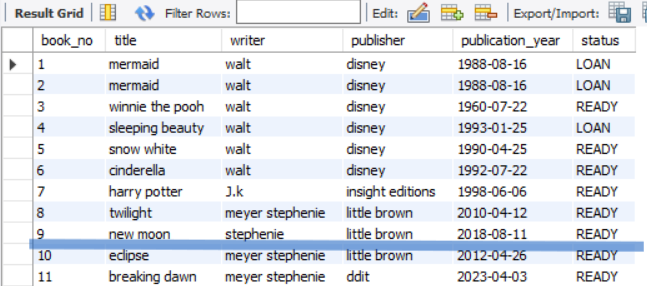 Result Grid Filter Rows: Edit: Export/Import:
book_no title writer publisher publication_year status
1 mermaid walt disney 1988-08-16 LOAN
2 mermaid walt disney 1988-08-16 LOAN
3 winnie the pooh walt disney 1960-07-22 READY
4 sleeping beauty walt disney 1993-01-25 LOAN
5 snow white walt disney 1990-04-25 READY
6 cinderella walt disney 1992-07-22 READY
7 harry potter J.k insight editions 1998-06-06 READY
8 twilight meyer stephenie little brown 2010-04-12 READY
9 new moon stephenie little brown 2018-08-11 READY
10 eclipse meyer stephenie little brown 2012-04-26 READY
11 breaking dawn meyer stephenie ddit 2023-04-03 READY